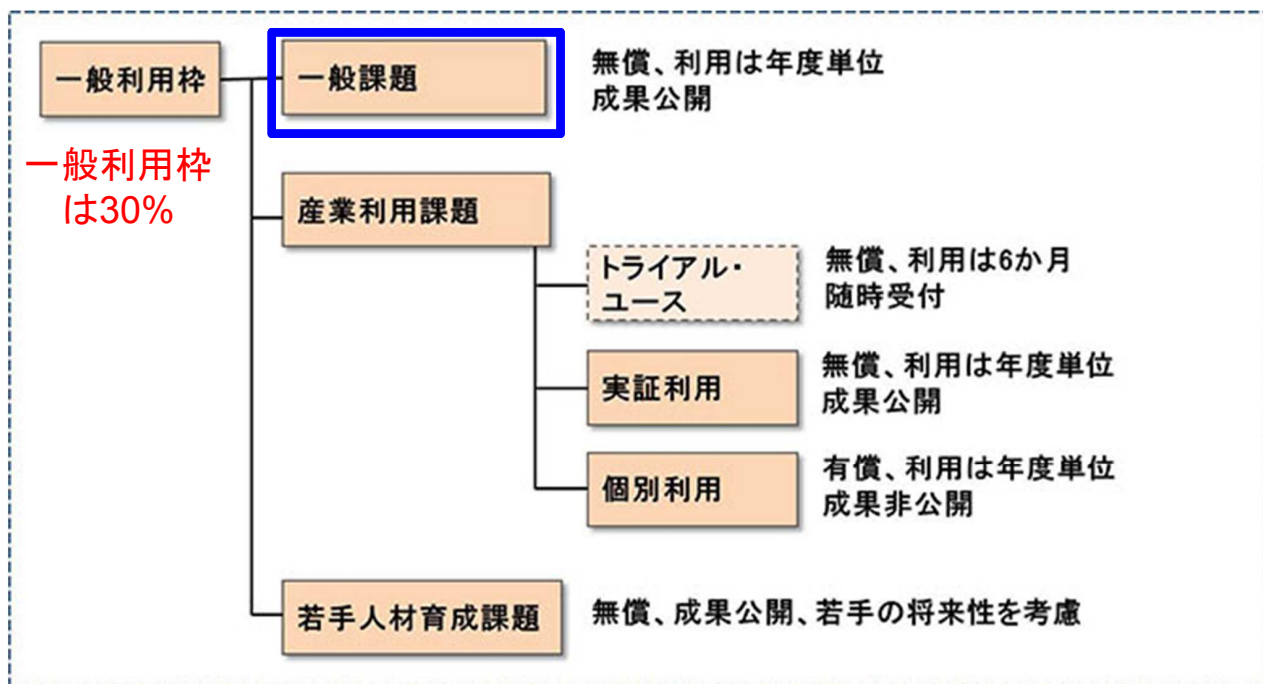 一般利用枠
一般課題
無償、利用は年度単位
成果公開
一般利用枠
は30%
産業利用課題
トライアル・
ユース
無償、利用は6か月
随時受付
実証利用
無償、利用は年度単位
成果公開
個別利用
有償、利用は年度単位
成果非公開
若手人材育成課題
無償、成果公開、若手の将来性を考慮